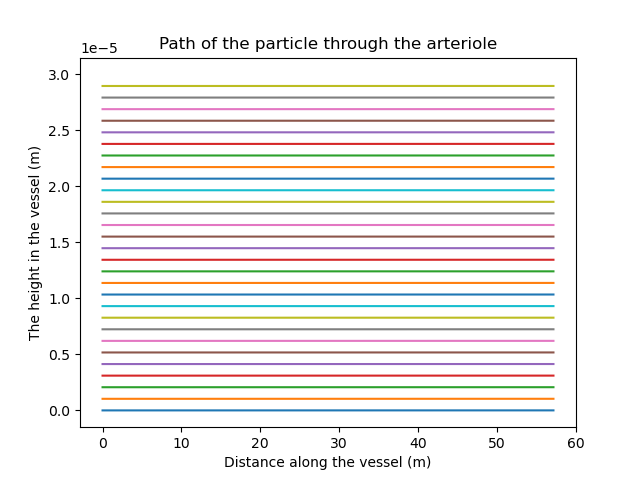 Path of the particle through the arteriole
1e−5
3.0
2.5
2.0
1.5
1.0
0.5
0.0
The height in the vessel (m)
0 10 20 30 40 50 60
Distance along the vessel (m)